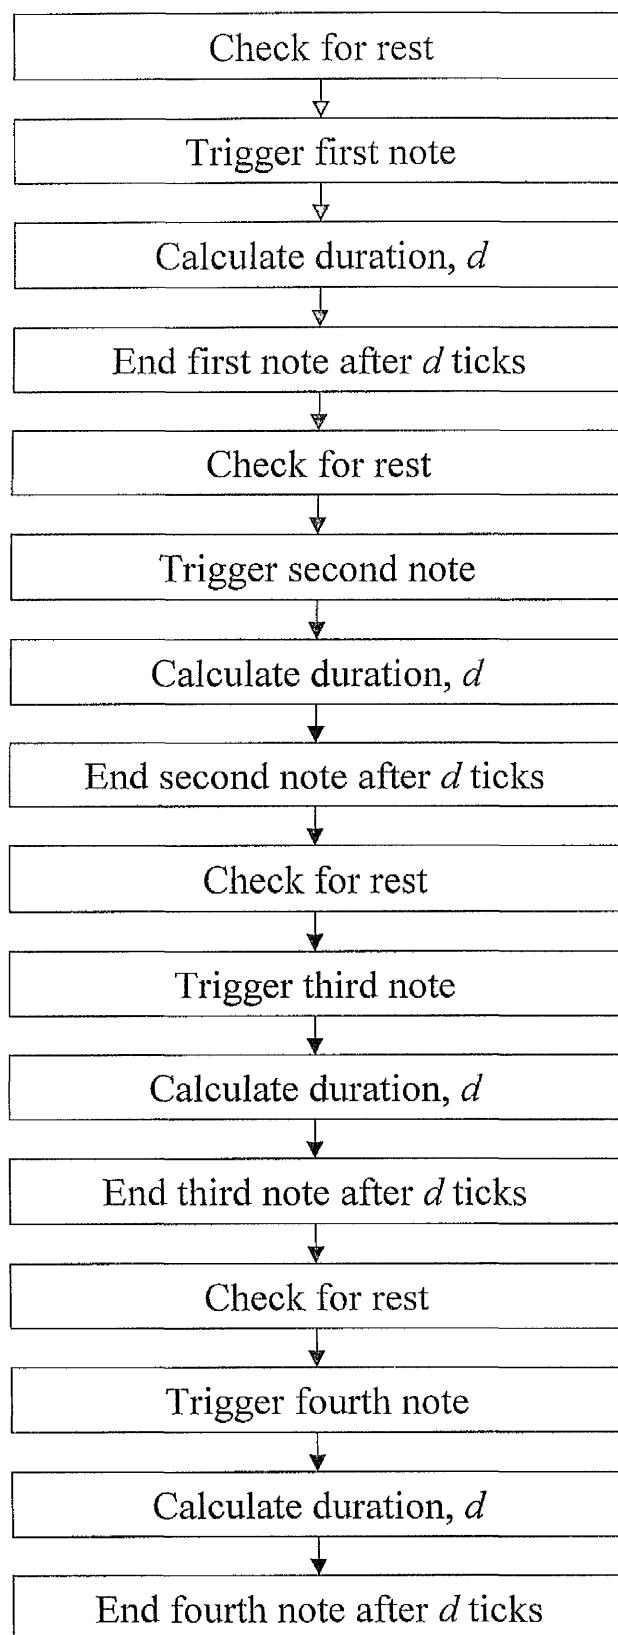 Check for rest
Trigger first note
Calculate duration, d
End first note after d ticks
Check for rest
Trigger second note
Calculate duration, d
End second note after d ticks
Check for rest
Trigger third note
Calculate duration, d
End third note after d ticks
Check for rest
Trigger fourth note
Calculate duration, d
End fourth note after d ticks